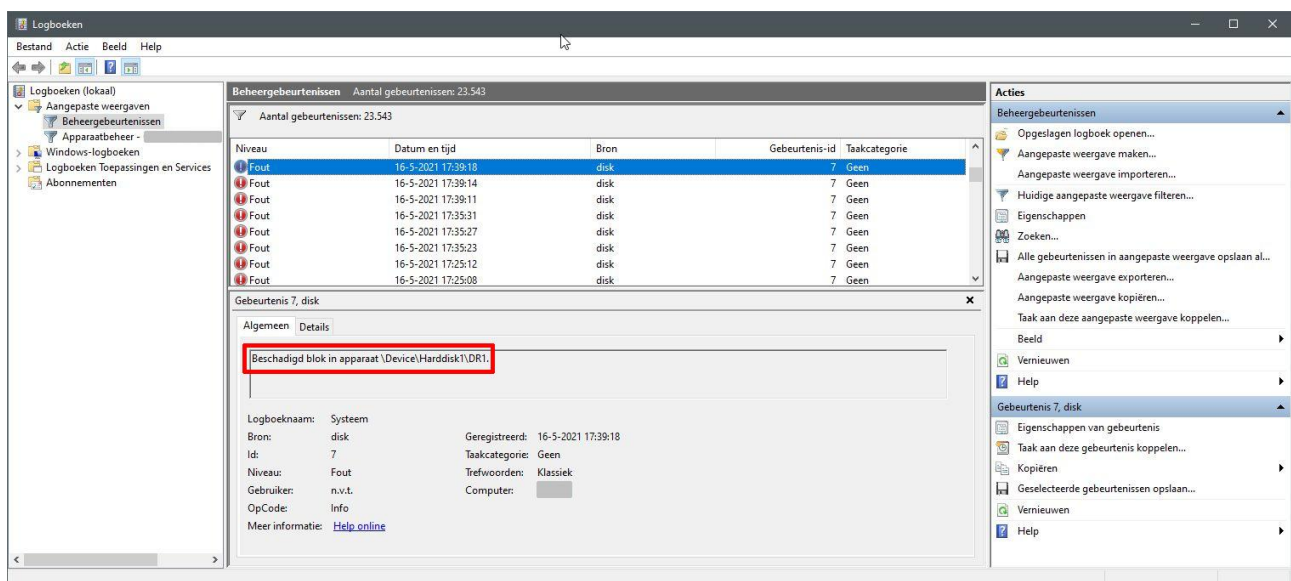 Logboeken
Bestand Actie Beeld Help
Logboeken (lokaal)
Aangepaste weergaven
Beheergebeurtenissen
Apparaatbeheer -
Windows-logboeken
Logboeken Toepassingen en Services
Abonnementen
Beheergebeurtenissen Aantal gebeurtenissen: 23.543
Aantal gebeurtenissen: 23.543
Niveau Datum en tijd Bron Gebeurtenis-id Taakcategorie
Fout 16-5-2021 17:39:18 disk 7 Geen
Fout 16-5-2021 17:39:14 disk 7 Geen
Fout 16-5-2021 17:39:11 disk 7 Geen
Fout 16-5-2021 17:35:31 disk 7 Geen
Fout 16-5-2021 17:35:27 disk 7 Geen
Fout 16-5-2021 17:35:23 disk 7 Geen
Fout 16-5-2021 17:25:12 disk 7 Geen
Fout 16-5-2021 17:25:08 disk 7 Geen
Gebeurtenis 7, disk
Algemeen Details
Beschadigd blok in apparaat \Device\Harddisk1\DR1.
Logboeknaam: Systeem
Bron: disk Geregistreerd: 16-5-2021 17:39:18
Id: 7 Taakcategorie: Geen
Niveau: Fout Trefwoorden: Klassiek
Gebruiker: n.v.t. Computer:
OpCode: Info
Meer informatie: Help online
Acties
Beheergebeurtenissen
Opgeslagen logboek openen...
Aangepaste weergave maken...
Aangepaste weergave importeren...
Huidige aangepaste weergave filteren...
Eigenschappen
Zoeken...
Alle gebeurtenissen in aangepaste weergave opslaan al...
Aangepaste weergave exporteren...
Aangepaste weergave kopiëren...
Taak aan deze aangepaste weergave koppelen...
Beeld
Vernieuwen
Help
Gebeurtenis 7, disk
Eigenschappen van gebeurtenis
Taak aan deze gebeurtenis koppelen...
Kopiëren
Geselecteerde gebeurtenissen opslaan...
Vernieuwen
Help